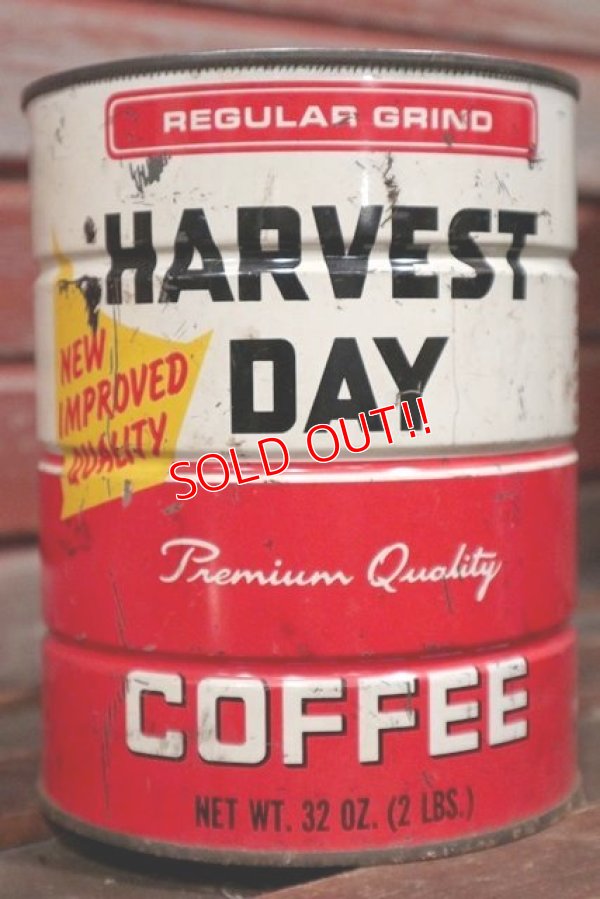 REGULAR GRIND
HARVEST
DAY
NEW
IMPROVED
QUALITY
SOLD OUT!!
Premium Quality
COFFEE
NET WT. 32 OZ. (2 LBS.)